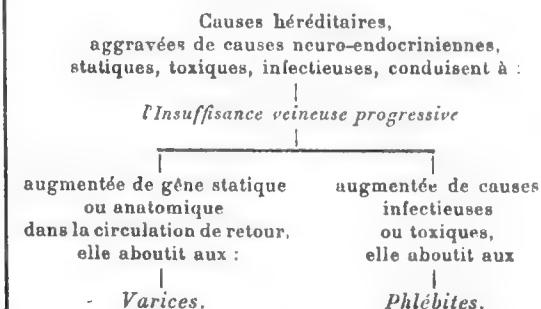 Causes héréditaires,
aggravées de causes neuro-endocriniennes,
statiques, toxiques, infectieuses, conduisent à :
l'Insuffisance veineuse progressive
augmentée de gêne statique
ou anatomique
dans la circulation de retour,
elle aboutit aux :
Varices.
augmentée de causes
infectieuses
ou toxiques,
elle aboutit aux
Phlébites.